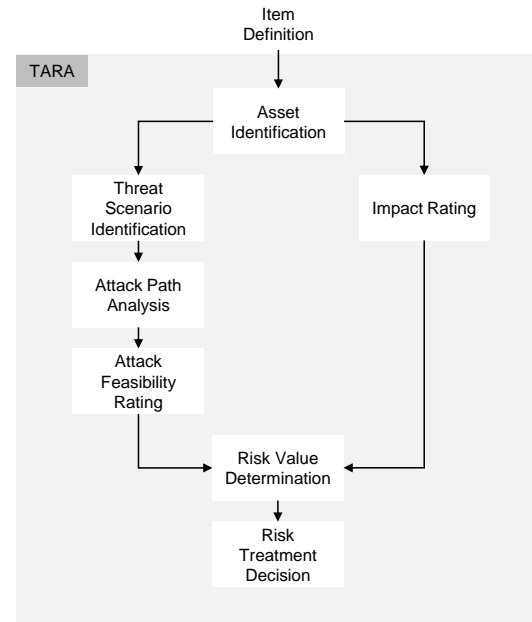 Item
Definition
TARA
Asset
Identification
Threat
Scenario
Identification
Impact Rating
Attack Path
Analysis
Attack
Feasibility
Rating
Risk Value
Determination
Risk
Treatment
Decision